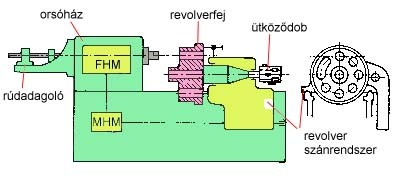 orsóház
revolverfej
ütköződob
FHM
rúdadagoló
MHM
revolver
szánrendszer